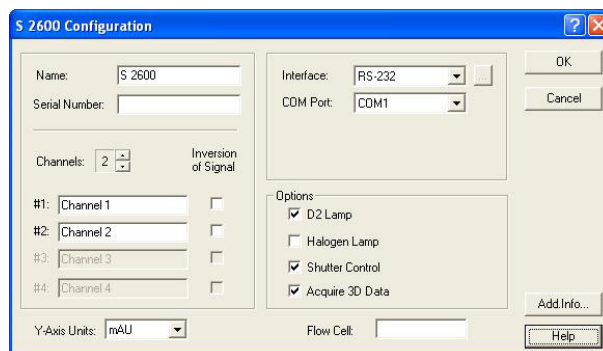 S 2600 Configuration
Name: S 2600
Serial Number:
Channels: 2
Inversion of Signal
#1: Channel 1
#2: Channel 2
#3: Channel 3
#4: Channel 4
Y-Axis Units: mAU
Interface: RS-232 ...
COM Port: COM1
Options
D2 Lamp
Halogen Lamp
Shutter Control
Acquire 3D Data
Flow Cell:
OK
Cancel
Add.Info...
Help